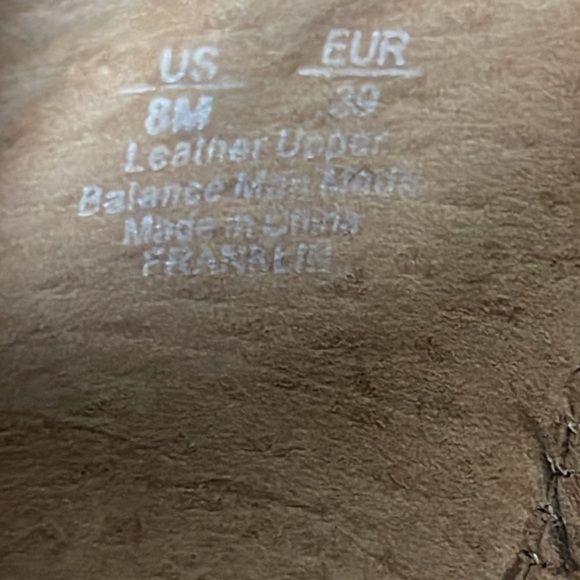 US EUR
8M 39
Leather Upper
Balance Man Made
Made in China
FRANKLIN